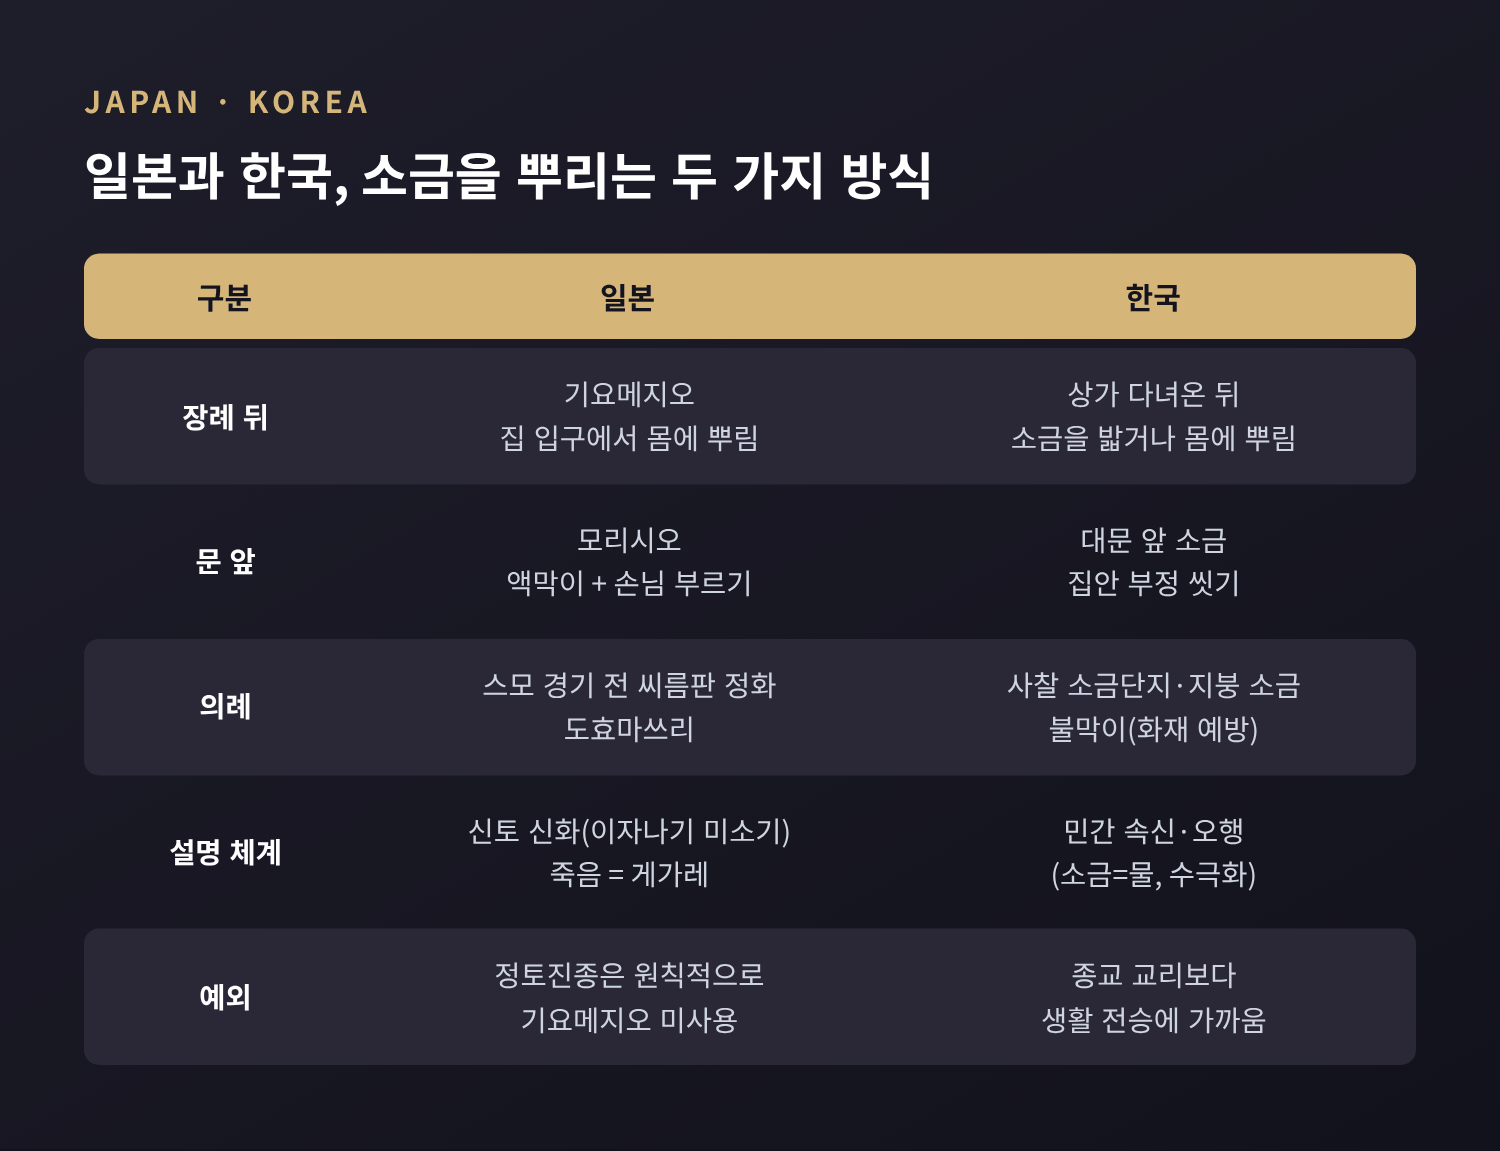 JAPAN · KOREA
일본과 한국, 소금을 뿌리는 두 가지 방식
구분 일본 한국
장례 뒤
기요메지오
집 입구에서 몸에 뿌림
상가 다녀온 뒤
소금을 밟거나 몸에 뿌림
문 앞
모리시오
액막이 + 손님 부르기
대문 앞 소금
집안 부정 씻기
의례
스모 경기 전 씨름판 정화
도효마쓰리
사찰 소금단지·지붕 소금
불막이(화재 예방)
설명 체계
신토 신화(이자나기 미소기)
죽음 = 게가레
민간 속신·오행
(소금=물, 수극화)
예외
정토진종은 원칙적으로
기요메지오 미사용
종교 교리보다
생활 전승에 가까움